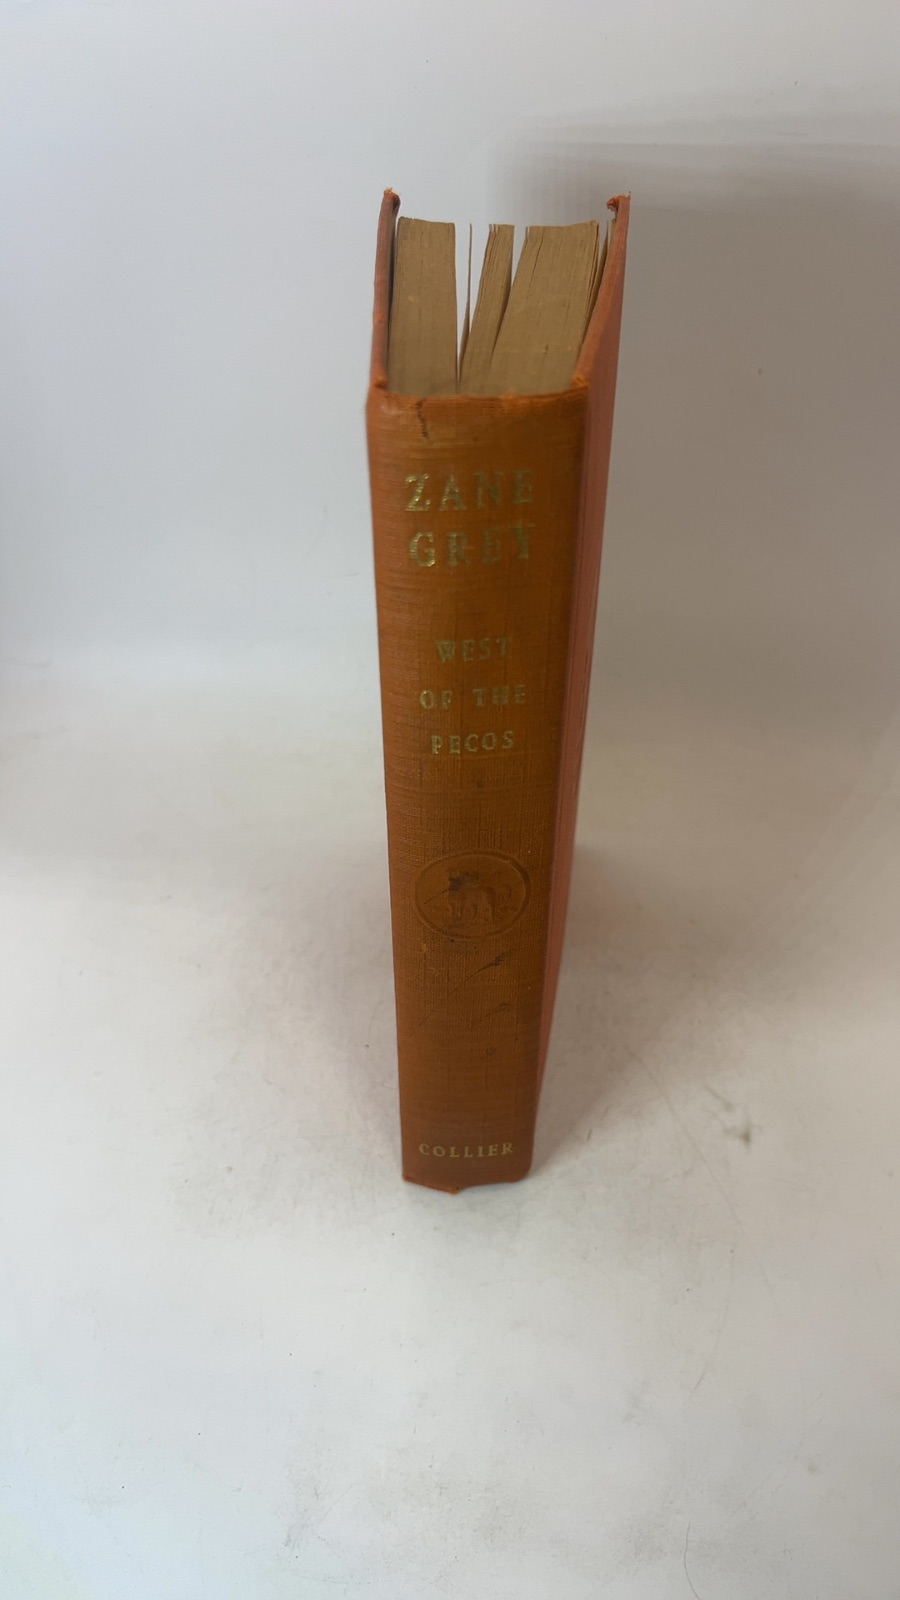 ZANE
GREY
WEST
OF THE
PECOS
COLLIER